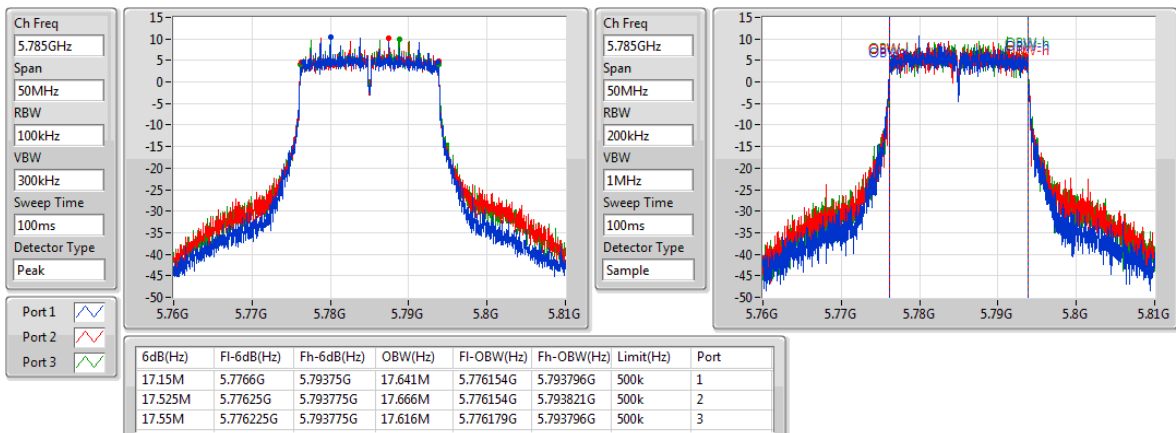 Ch Freq
5.785GHz
Span
50MHz
RBW
100kHz
VBW
300kHz
Sweep Time
100ms
Detector Type
Peak
Port 1
Port 2
Port 3
15
10
5
0
-5
-10
-15
-20
-25
-30
-35
-40
-45
-50
5.76G 5.77G 5.78G 5.79G 5.8G 5.81G
Ch Freq
5.785GHz
Span
50MHz
RBW
200kHz
VBW
1MHz
Sweep Time
100ms
Detector Type
Sample
15
10
5
0
-5
-10
-15
-20
-25
-30
-35
-40
-45
-50
5.76G 5.77G 5.78G 5.79G 5.8G 5.81G
6dB(Hz) Fl-6dB(Hz) Fh-6dB(Hz) OBW(Hz) Fl-OBW(Hz) Fh-OBW(Hz) Limit(Hz) Port
17.15M 5.7766G 5.79375G 17.641M 5.776154G 5.793796G 500k 1
17.525M 5.77625G 5.793775G 17.666M 5.776154G 5.793821G 500k 2
17.55M 5.776225G 5.793775G 17.616M 5.776179G 5.793796G 500k 3